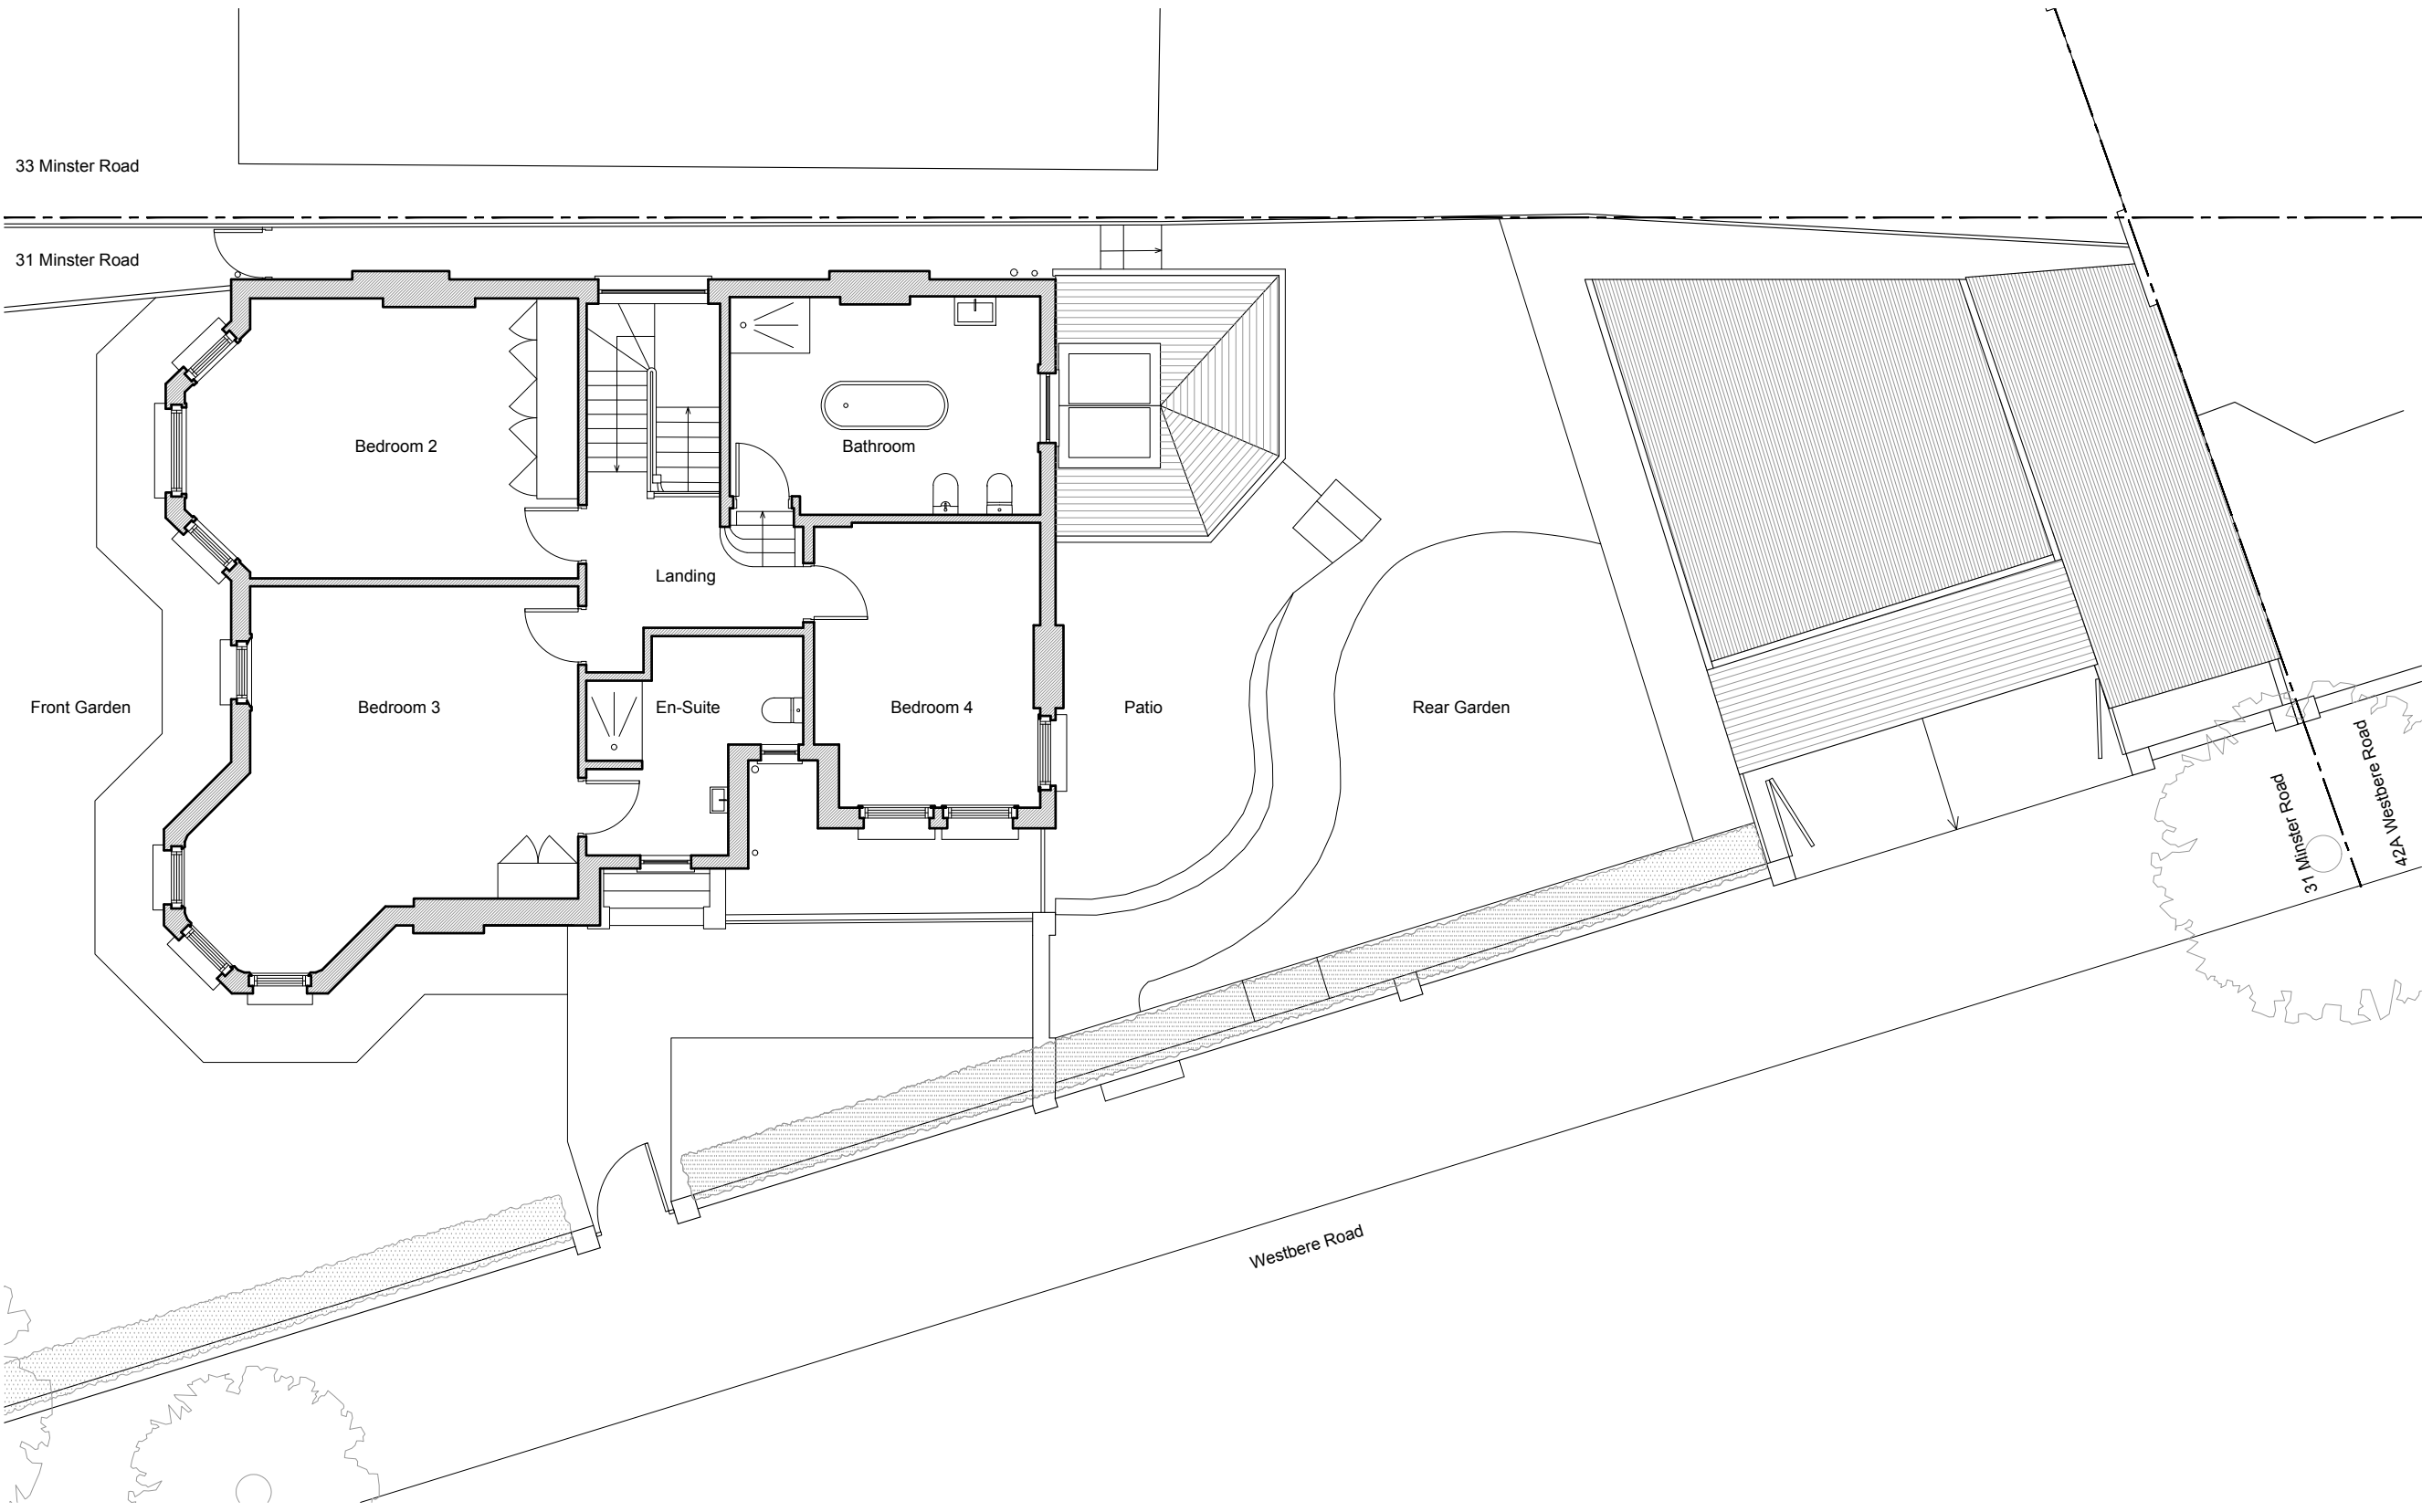 33 Minster Road
31 Minster Road
Bedroom 2
Bathroom
Landing
Front Garden
Bedroom 3
En-Suite
Bedroom 4
Patio
Rear Garden
31 Minster Road
42A Westbere Road
Westbere Road